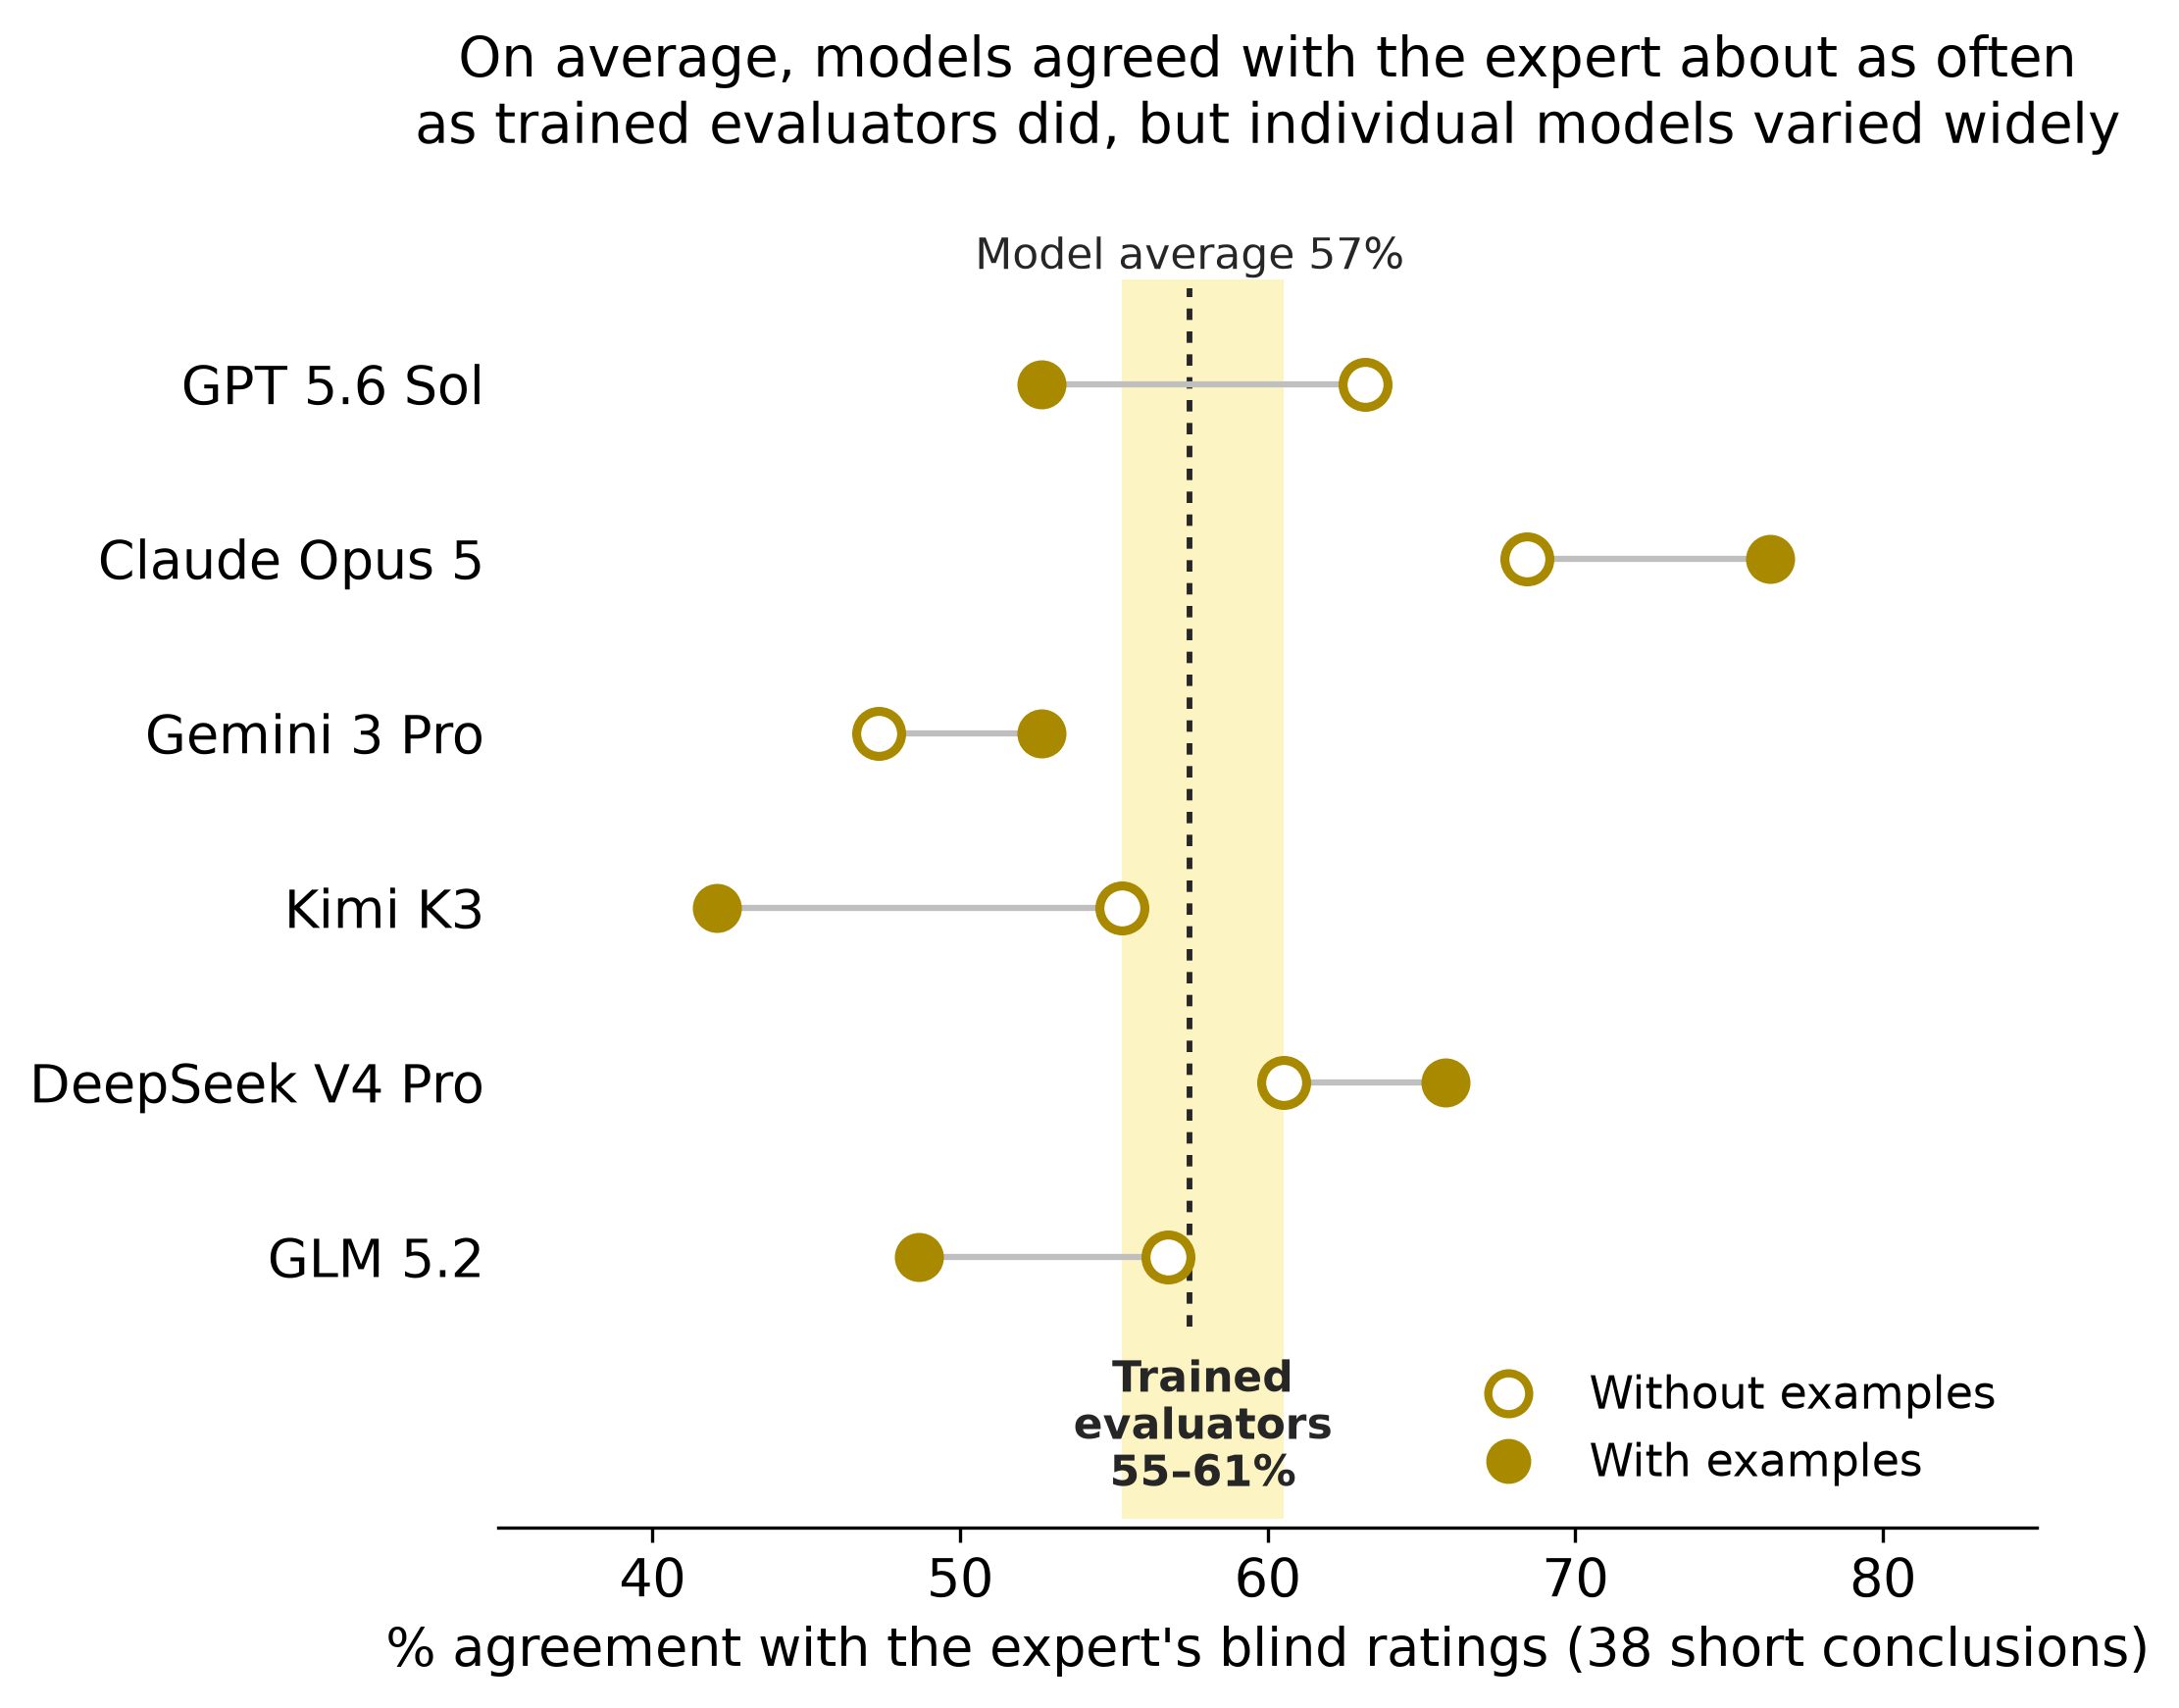 On average, models agreed with the expert about as often
as trained evaluators did, but individual models varied widely
Model average 57%
GPT 5.6 Sol
Claude Opus 5
Gemini 3 Pro
Kimi K3
DeepSeek V4 Pro
GLM 5.2
Trained
evaluators
55–61%
Without examples
With examples
40 50 60 70 80
% agreement with the expert's blind ratings (38 short conclusions)